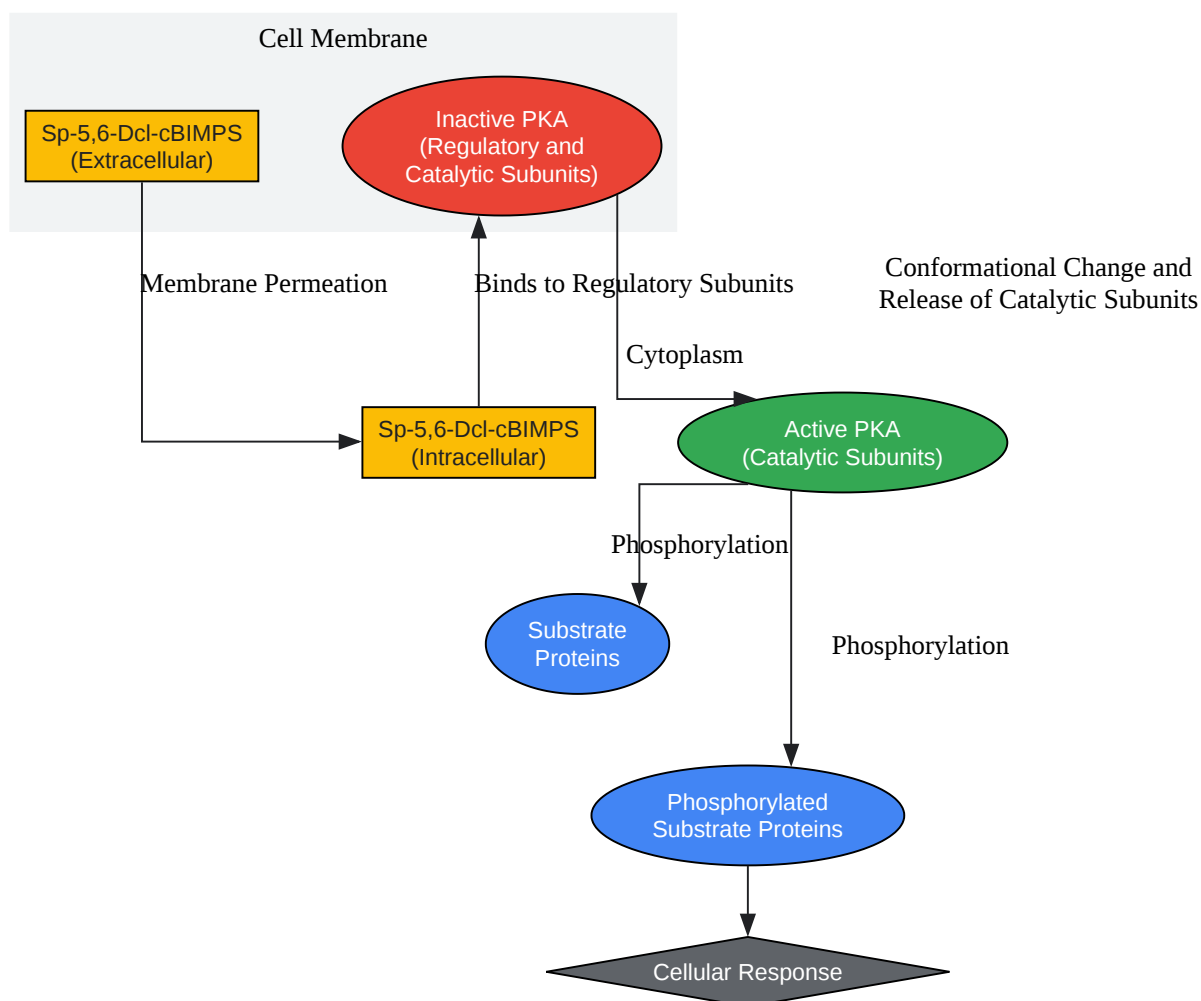 Cell Membrane
Sp-5,6-Dcl-cBIMPS
(Extracellular)
Inactive PKA
(Regulatory and
Catalytic Subunits)
Membrane Permeation
Binds to Regulatory Subunits
Conformational Change and
Release of Catalytic Subunits
Cytoplasm
Sp-5,6-Dcl-cBIMPS
(Intracellular)
Active PKA
(Catalytic Subunits)
Phosphorylation
Substrate
Proteins
Phosphorylation
Phosphorylated
Substrate Proteins
Cellular Response